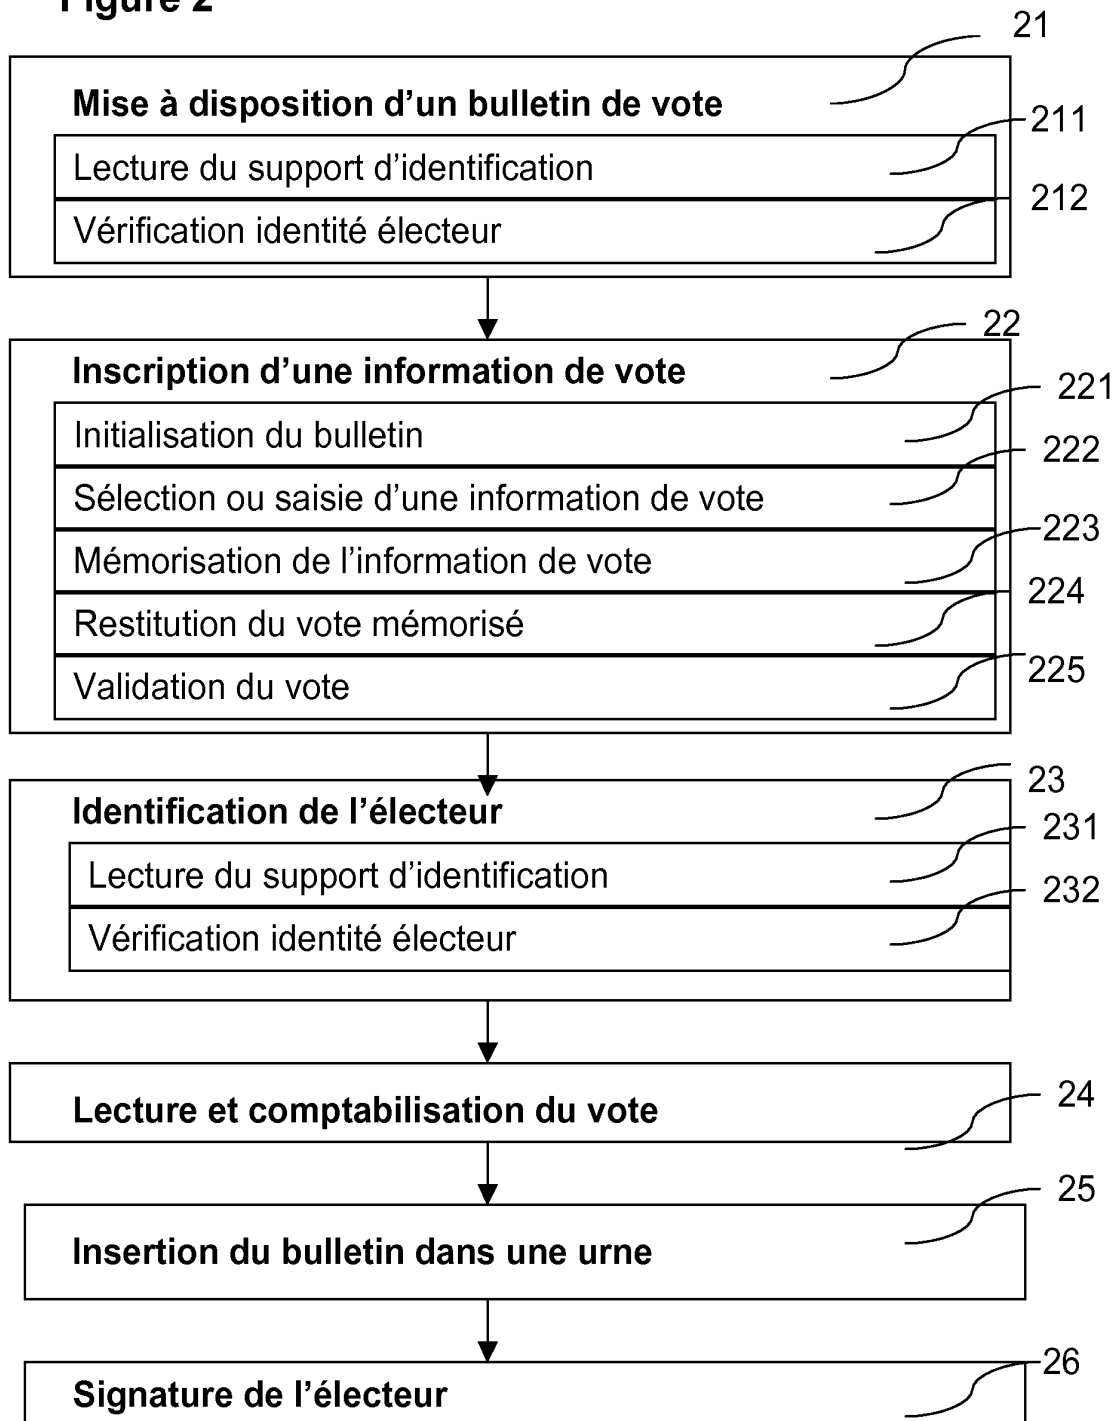 Figure 2
21
Mise à disposition d'un bulletin de vote
211
Lecture du support d'identification
212
Vérification identité électeur
22
Inscription d'une information de vote
221
Initialisation du bulletin
222
Sélection ou saisie d'une information de vote
223
Mémorisation de l'information de vote
224
Restitution du vote mémorisé
225
Validation du vote
23
Identification de l'électeur
231
Lecture du support d'identification
232
Vérification identité électeur
24
Lecture et comptabilisation du vote
25
Insertion du bulletin dans une urne
26
Signature de l'électeur